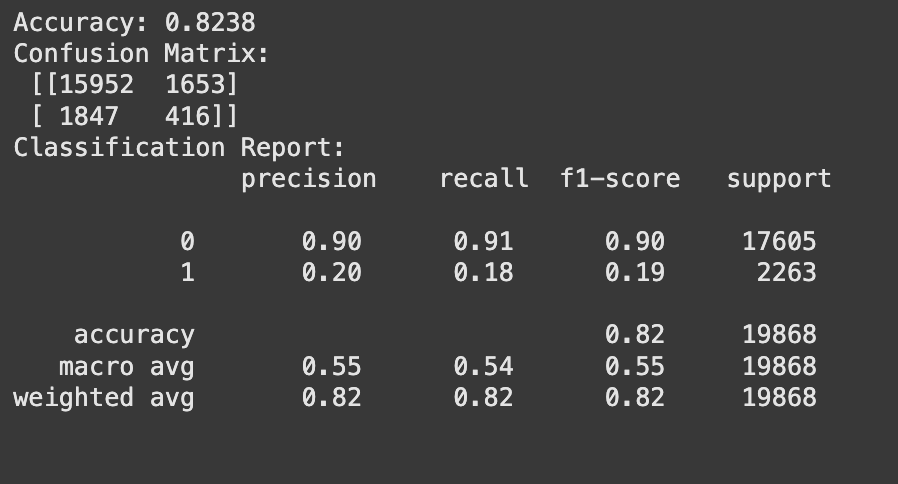 Accuracy: 0.8238
Confusion Matrix:
 [[15952  1653]
 [ 1847   416]]
Classification Report:
               precision    recall  f1-score   support

           0       0.90      0.91      0.90     17605
           1       0.20      0.18      0.19      2263

    accuracy                           0.82     19868
   macro avg       0.55      0.54      0.55     19868
weighted avg       0.82      0.82      0.82     19868